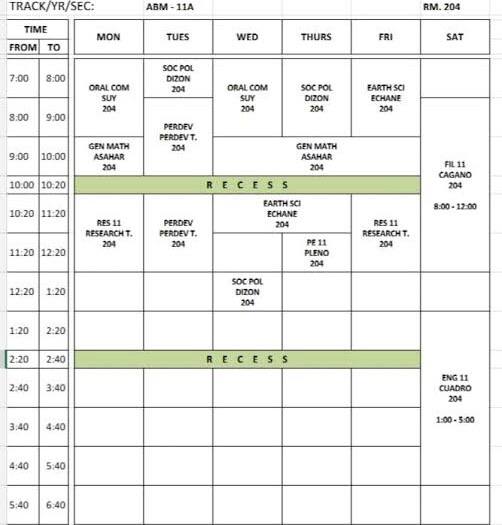 TRACK/YR/SEC: ABM - 11A RM. 204
TIME
FROM TO MON TUES WED THURS FRI SAT
7:00 8:00
ORAL COM
SUY
204
SOC POL
DIZON
204
ORAL COM
SUY
204
SOC POL
DIZON
204
EARTH SCI
ECHANE
204
8:00 9:00
PERDEV
PERDEV T.
204
9:00 10:00
GEN MATH
ASAHAR
204
GEN MATH
ASAHAR
204
FIL 11
CAGANO
204
8:00 - 12:00
10:00 10:20 RECESS
10:20 11:20
RES 11
RESEARCH T.
204
PERDEV
PERDEV T.
204
EARTH SCI
ECHANE
204
RES 11
RESEARCH T.
204
11:20 12:20
PE 11
PLENO
204
12:20 1:20
SOC POL
DIZON
204
1:20 2:20
2:20 2:40 RECESS
2:40 3:40
ENG 11
CUADRO
204
1:00 - 5:00
3:40 4:40
4:40 5:40
5:40 6:40